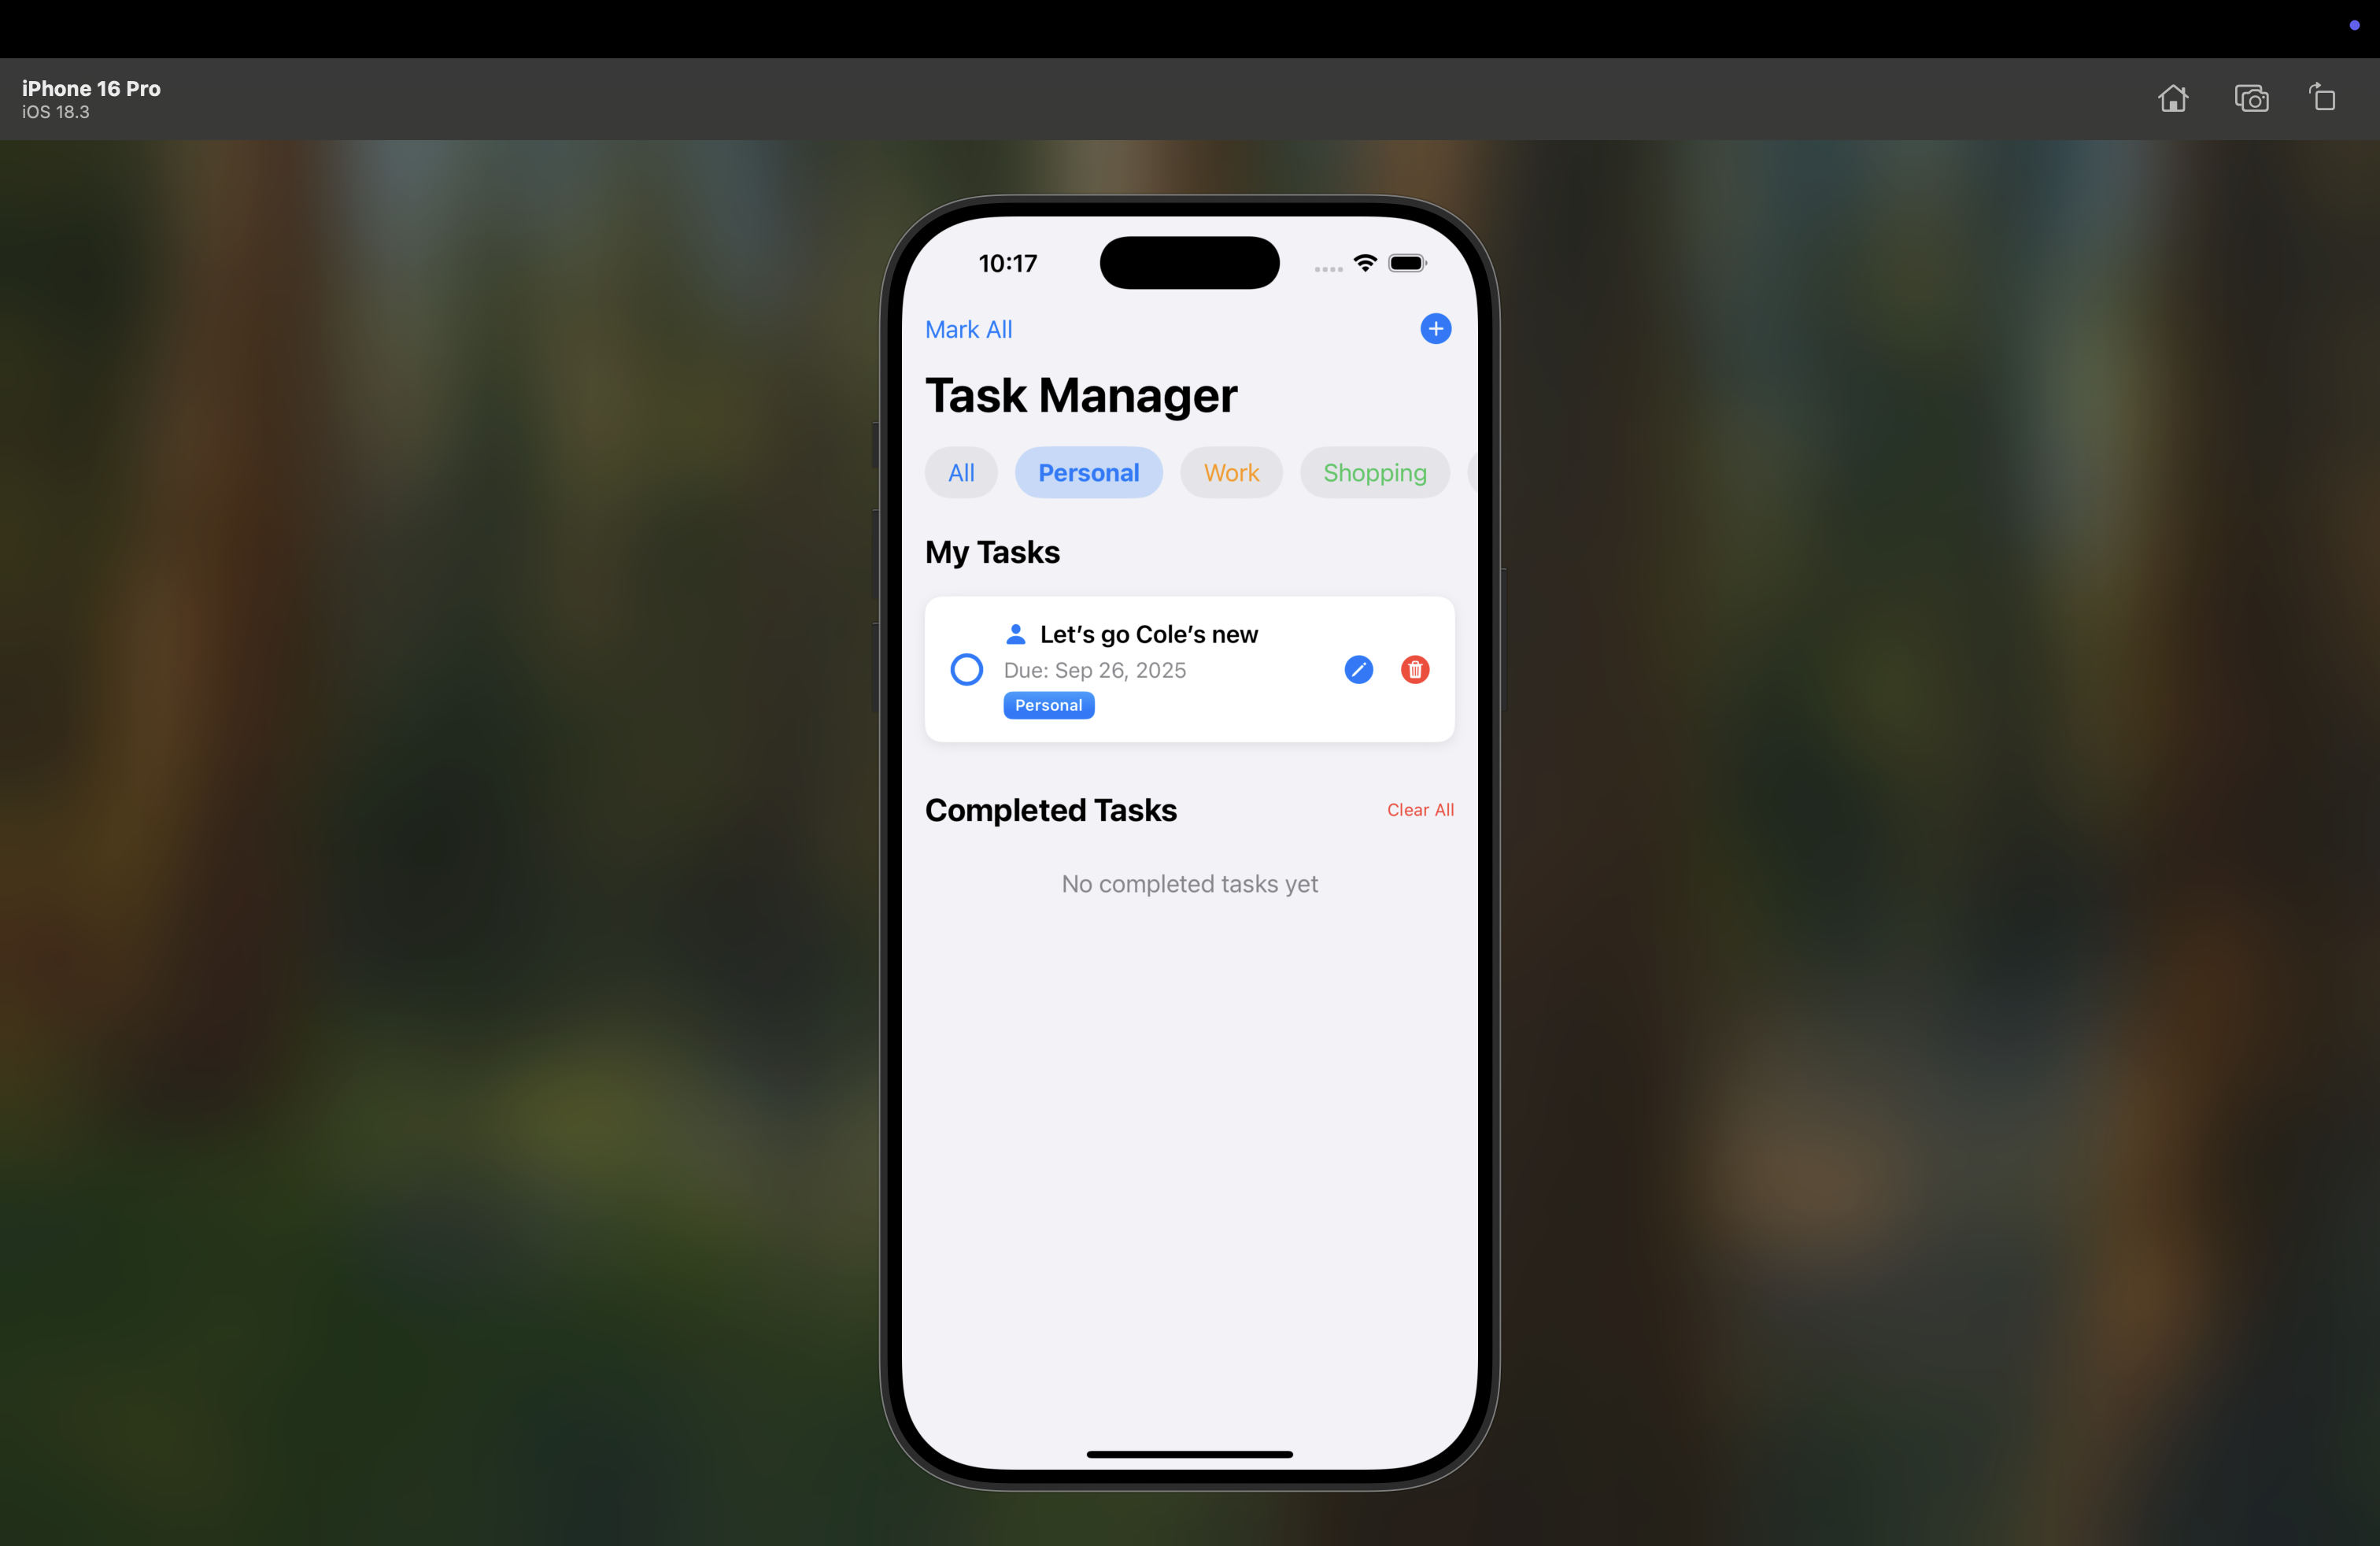 iPhone 16 Pro
iOS 18.3
10:17
Mark All
Task Manager
All Personal Work Shopping
My Tasks
Let’s go Cole’s new
Due: Sep 26, 2025
Personal
Completed Tasks Clear All
No completed tasks yet